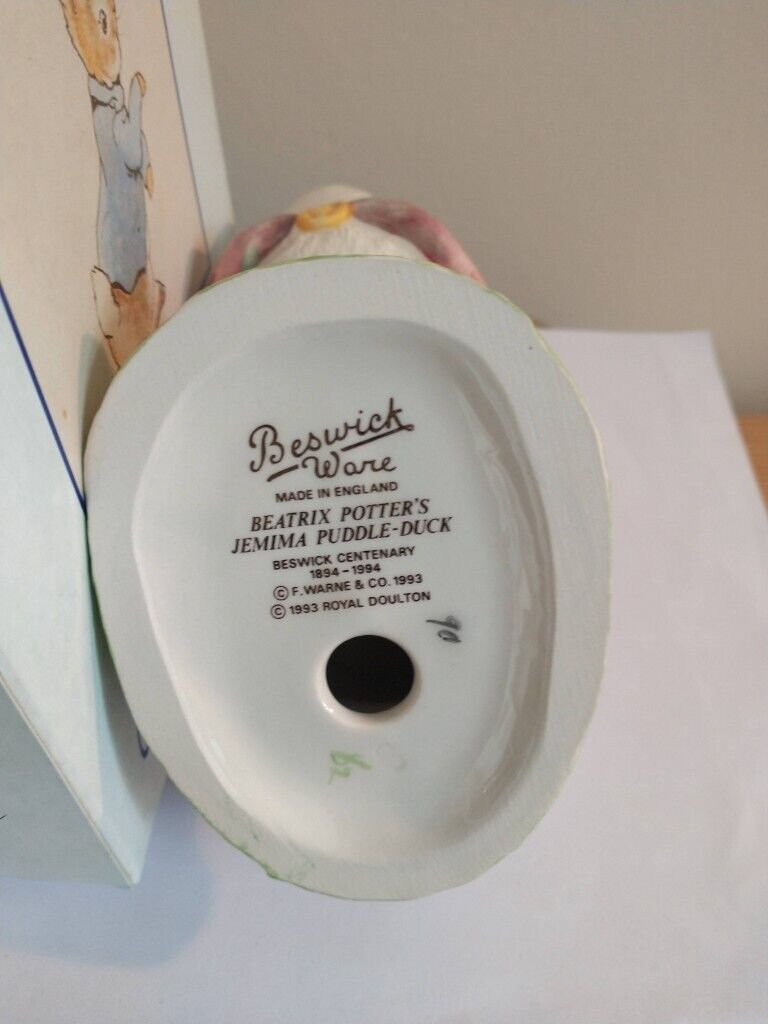 Beswick
Ware
MADE IN ENGLAND
BEATRIX POTTER'S
JEMIMA PUDDLE-DUCK
BESWICK CENTENARY
1894-1994
© F. WARNE & CO. 1993
© 1993 ROYAL DOULTON